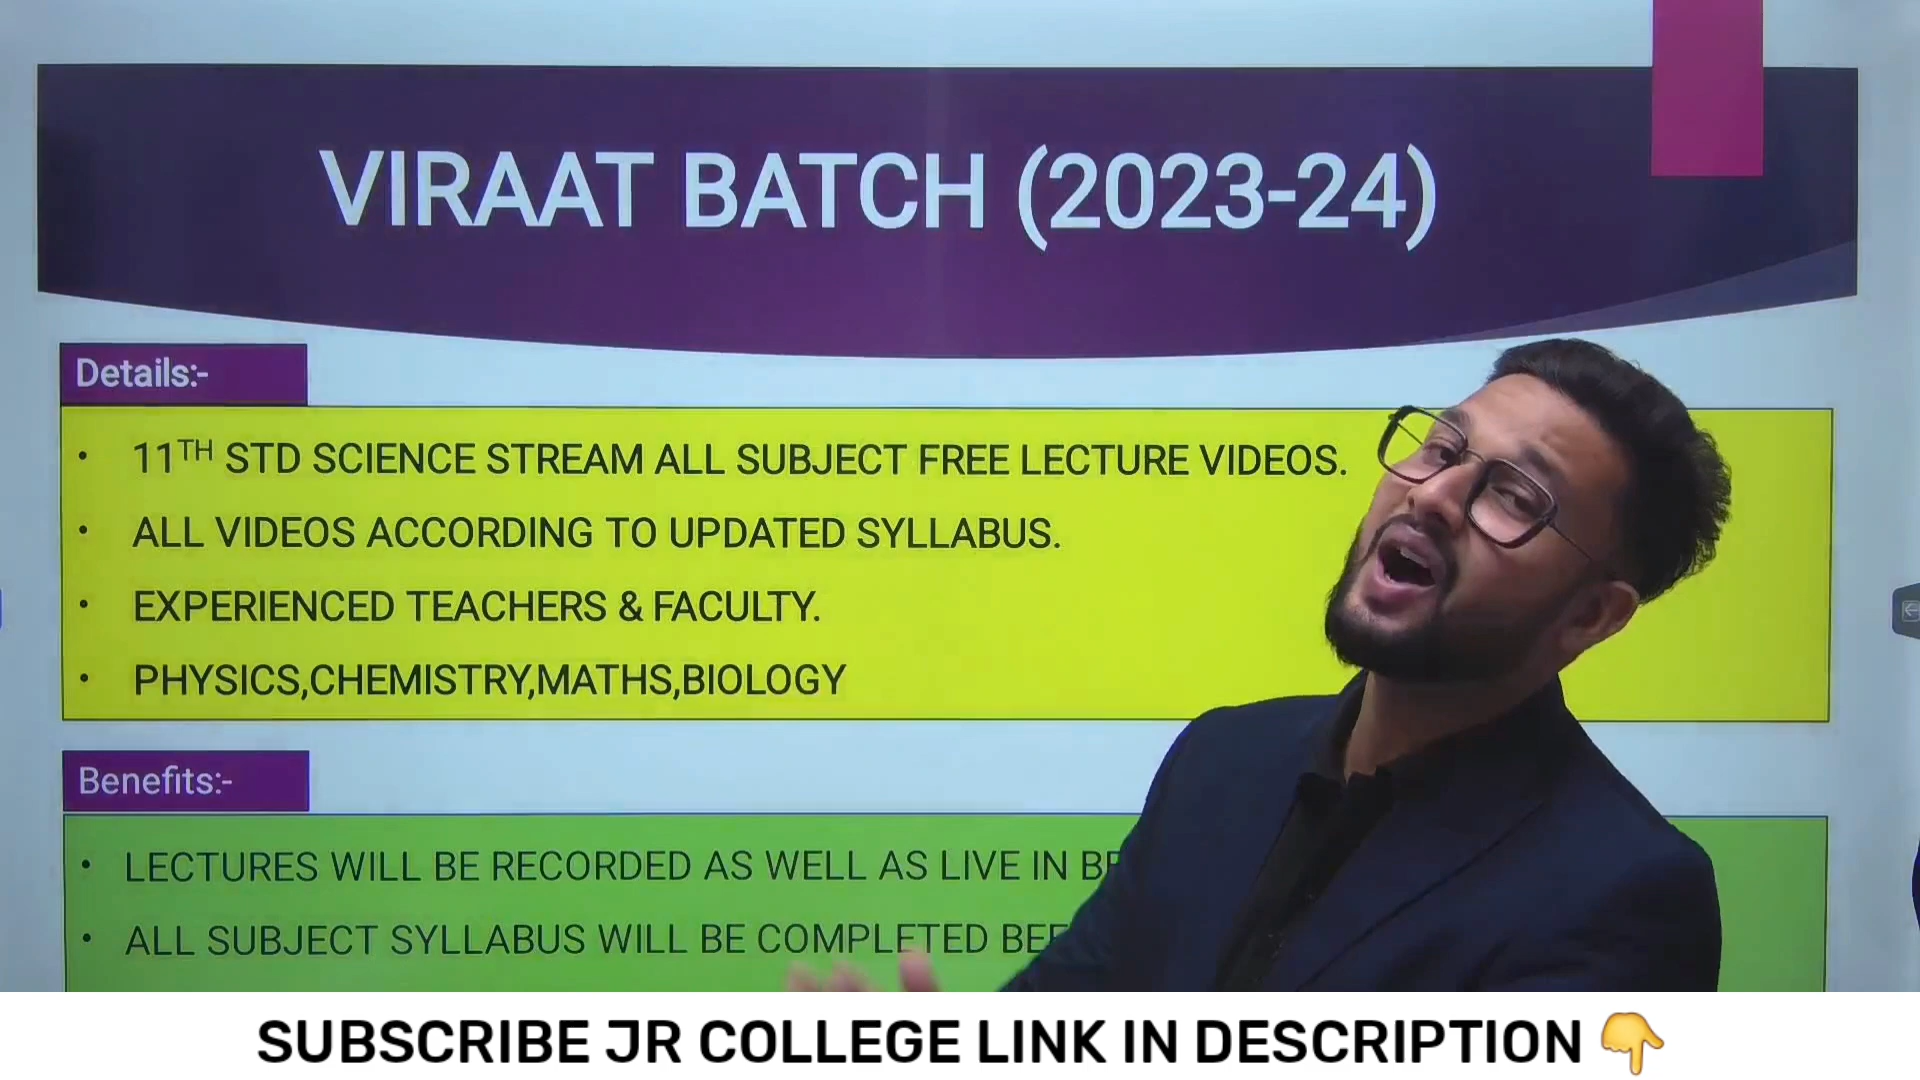 VIRAAT BATCH (2023-24)
Details:-
• 11TH STD SCIENCE STREAM ALL SUBJECT FREE LECTURE VIDEOS.
• ALL VIDEOS ACCORDING TO UPDATED SYLLABUS.
• EXPERIENCED TEACHERS & FACULTY.
• PHYSICS,CHEMISTRY,MATHS,BIOLOGY
Benefits:-
• LECTURES WILL BE RECORDED AS WELL AS LIVE IN
• ALL SUBJECT SYLLABUS WILL BE COMPLETED
SUBSCRIBE JR COLLEGE LINK IN DESCRIPTION 👇